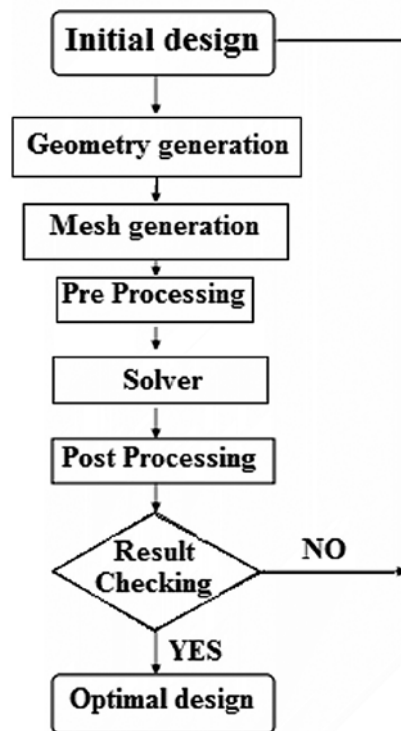 Initial design
Geometry generation
Mesh generation
Pre Processing
Solver
Post Processing
Result
Checking
NO
YES
Optimal design